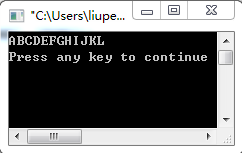 "C:\Users\liupe...
ABCDEFGHIJKL
Press any key to continue